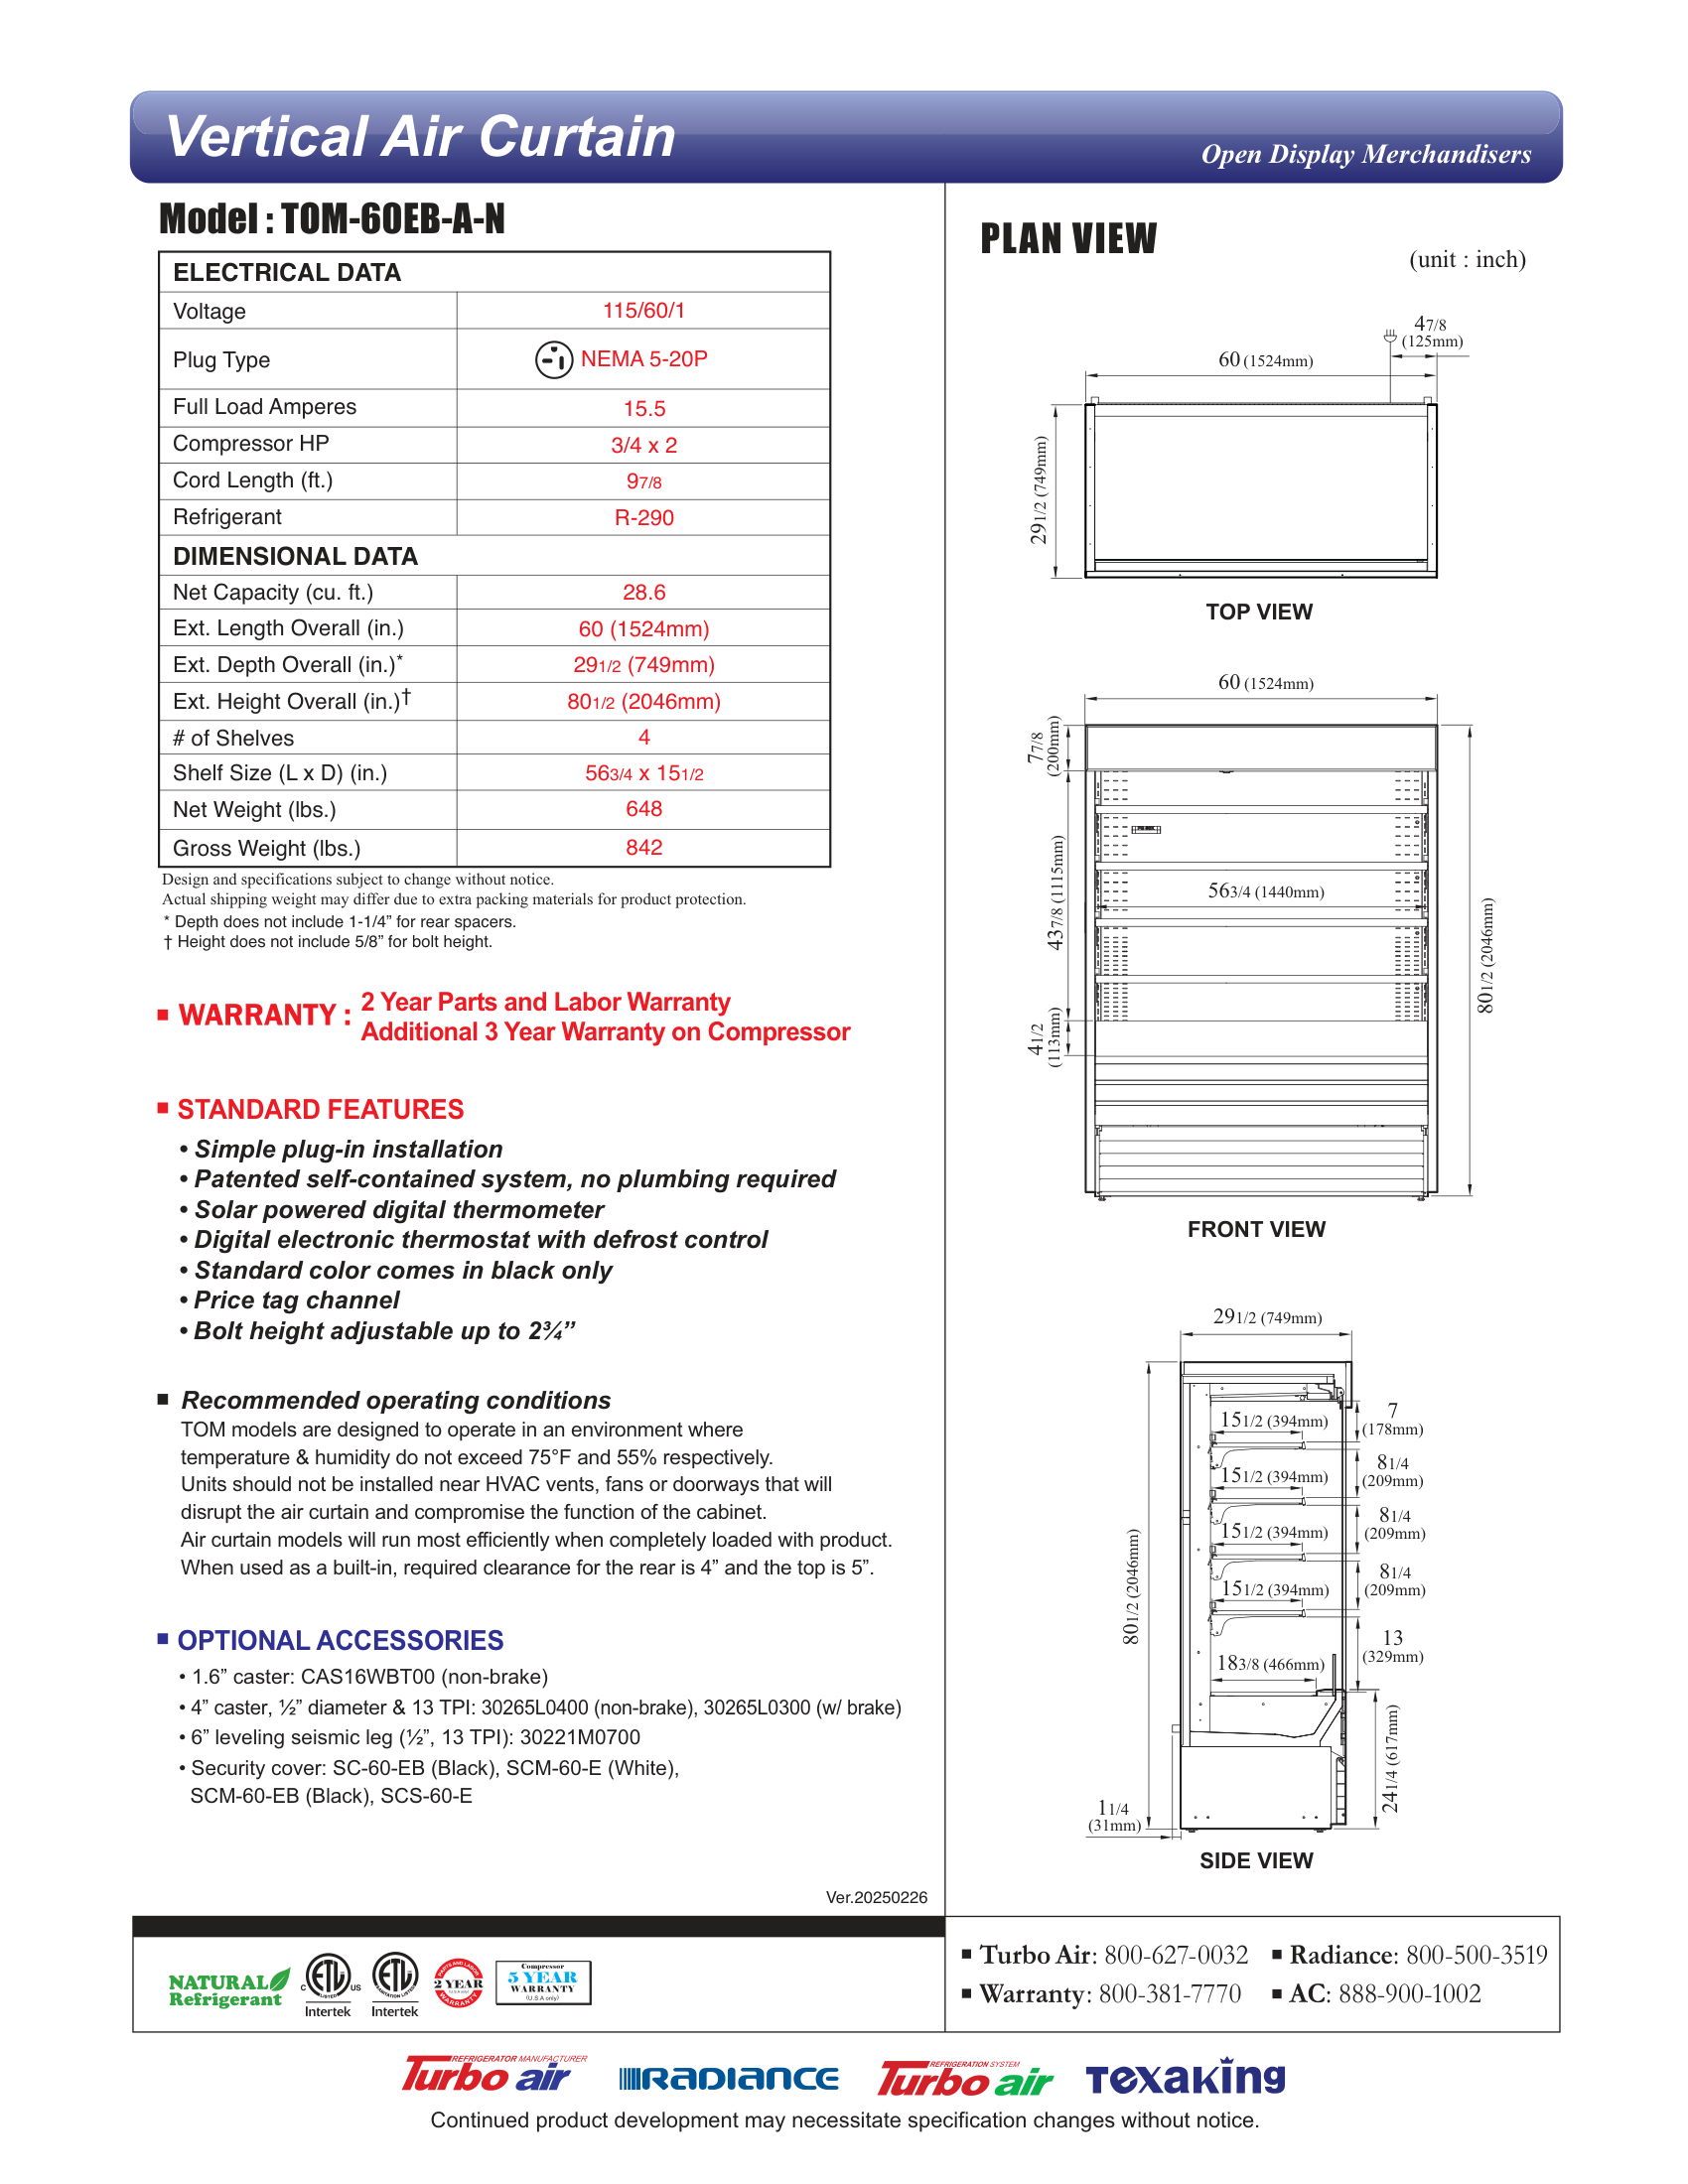 Vertical Air Curtain
Open Display Merchandisers
Model : TOM-60EB-A-N
ELECTRICAL DATA
Voltage 115/60/1
Plug Type NEMA 5-20P
Full Load Amperes 15.5
Compressor HP 3/4 x 2
Cord Length (ft.) 97/8
Refrigerant R-290
DIMENSIONAL DATA
Net Capacity (cu. ft.) 28.6
Ext. Length Overall (in.) 60 (1524mm)
Ext. Depth Overall (in.)* 291/2 (749mm)
Ext. Height Overall (in.)† 801/2 (2046mm)
# of Shelves 4
Shelf Size (L x D) (in.) 563/4 x 151/2
Net Weight (lbs.) 648
Gross Weight (lbs.) 842
Design and specifications subject to change without notice.
Actual shipping weight may differ due to extra packing materials for product protection.
* Depth does not include 1-1/4” for rear spacers.
† Height does not include 5/8” for bolt height.
■ WARRANTY : 2 Year Parts and Labor Warranty
Additional 3 Year Warranty on Compressor
■ STANDARD FEATURES
• Simple plug-in installation
• Patented self-contained system, no plumbing required
• Solar powered digital thermometer
• Digital electronic thermostat with defrost control
• Standard color comes in black only
• Price tag channel
• Bolt height adjustable up to 2¾”
■ Recommended operating conditions
TOM models are designed to operate in an environment where
temperature & humidity do not exceed 75°F and 55% respectively.
Units should not be installed near HVAC vents, fans or doorways that will
disrupt the air curtain and compromise the function of the cabinet.
Air curtain models will run most efficiently when completely loaded with product.
When used as a built-in, required clearance for the rear is 4” and the top is 5”.
■ OPTIONAL ACCESSORIES
• 1.6” caster: CAS16WBT00 (non-brake)
• 4” caster, ½” diameter & 13 TPI: 30265L0400 (non-brake), 30265L0300 (w/ brake)
• 6” leveling seismic leg (½”, 13 TPI): 30221M0700
• Security cover: SC-60-EB (Black), SCM-60-E (White),
SCM-60-EB (Black), SCS-60-E
Ver.20250226
PLAN VIEW
(unit : inch)
47/8
(125mm)
60 (1524mm)
291/2 (749mm)
TOP VIEW
60 (1524mm)
77/8
(200mm)
437/8 (1115mm)
563/4 (1440mm)
41/2
(113mm)
801/2 (2046mm)
FRONT VIEW
291/2 (749mm)
151/2 (394mm)
7
(178mm)
151/2 (394mm)
81/4
(209mm)
151/2 (394mm)
81/4
(209mm)
151/2 (394mm)
81/4
(209mm)
183/8 (466mm)
13
(329mm)
801/2 (2046mm)
241/4 (617mm)
11/4
(31mm)
SIDE VIEW
NATURAL
Refrigerant
C ETL US
LISTED
Intertek
ETL
SANITATION LISTED
Intertek
PARTS AND LABOR
2 YEAR
WARRANTY
Compressor
5 YEAR
WARRANTY
(U.S.A only)
■ Turbo Air: 800-627-0032 ■ Radiance: 800-500-3519
■ Warranty: 800-381-7770 ■ AC: 888-900-1002
REFRIGERATOR MANUFACTURER
Turbo air
RADIANCE
REFRIGERATION SYSTEM
Turbo air
TEXAKING
Continued product development may necessitate specification changes without notice.